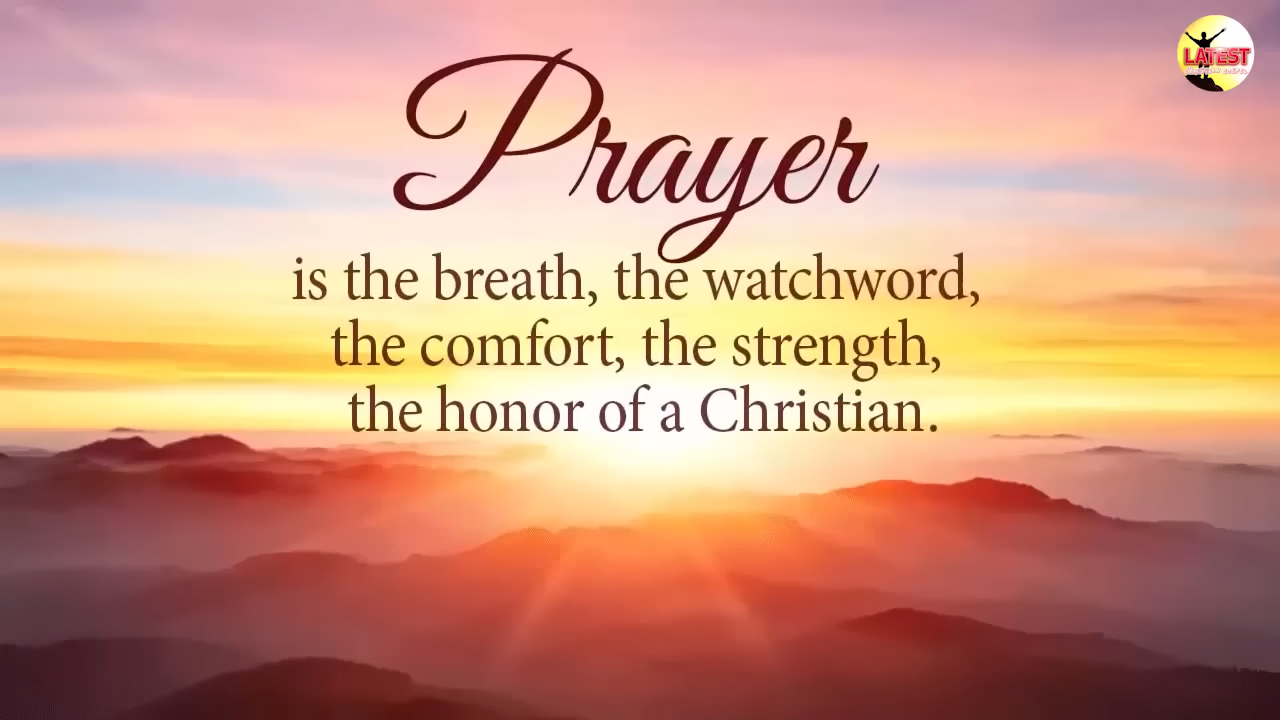 Prayer
is the breath, the watchword,
the comfort, the strength,
the honor of a Christian.
LATEST